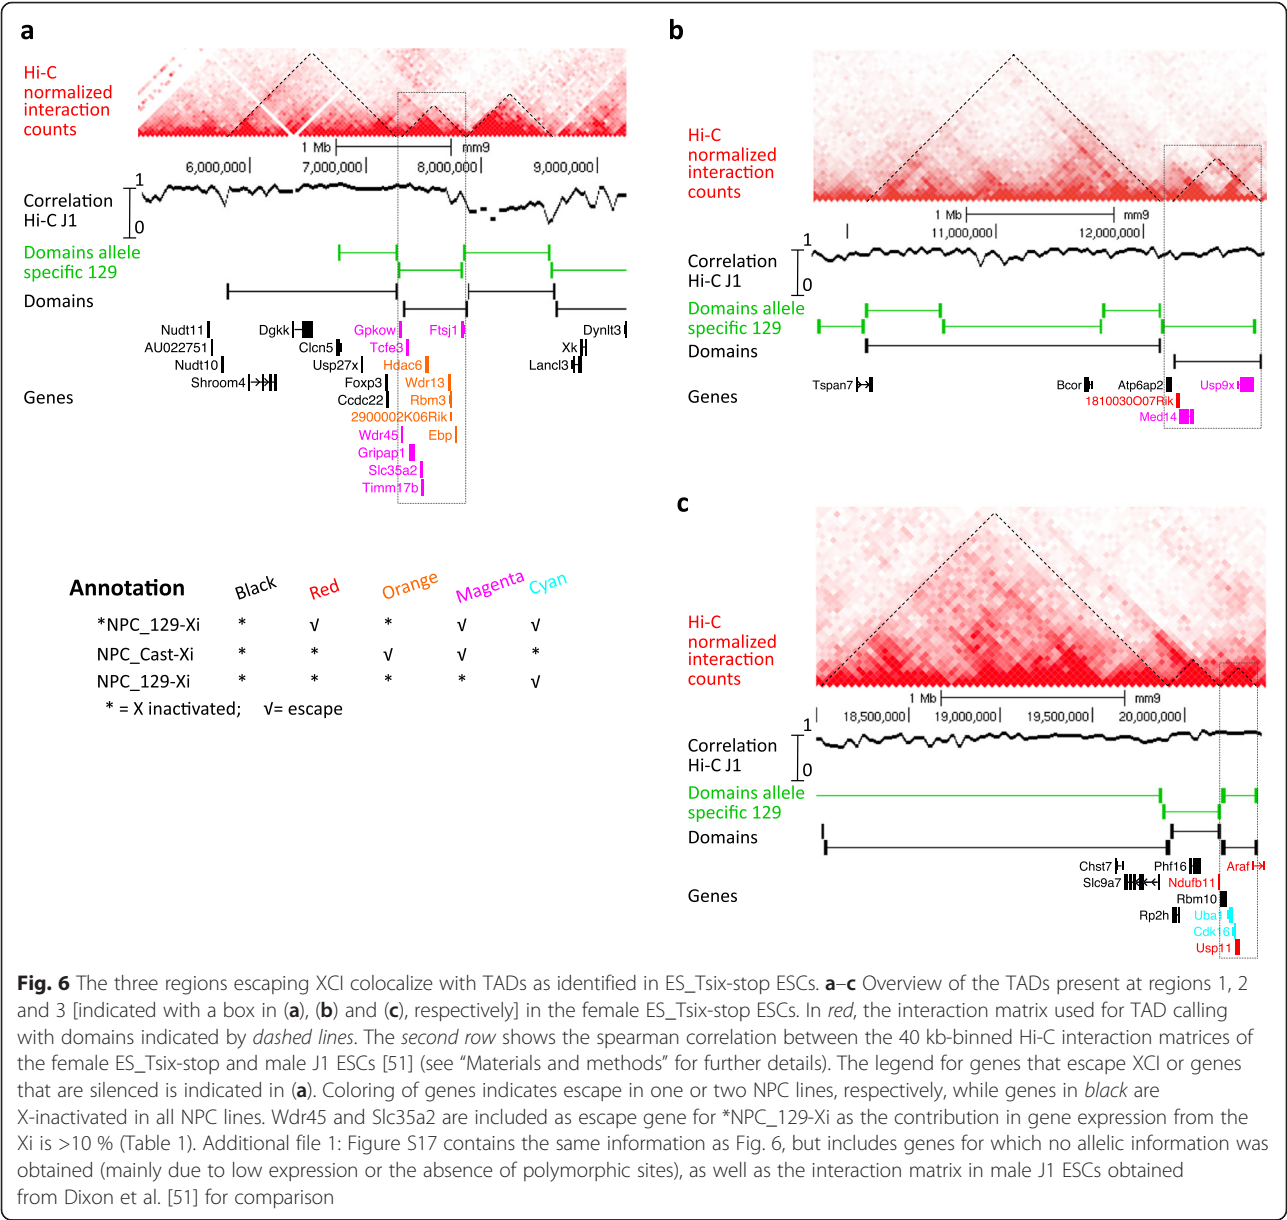 a
Hi-C
normalized
interaction
counts
1 Mb mm9
6,000,000 7,000,000 8,000,000 9,000,000
Correlation
Hi-C J1
1
0
Domains allele
specific 129
Domains
Genes
Nudt11 Dgkk Gpkow Ftsj1 Dynlt3
AU022751 Clcn5 Tcfe3 Xk
Nudt10 Usp27x Hdac6 Lancl3
Shroom4 Foxp3 Wdr13
Ccdc22 Rbm3
2900002K06Rik
Wdr45 Ebp
Gripap1
Slc35a2
Timm17b
Annotation Black Red Orange Magenta Cyan
*NPC_129-Xi * √ * √ √
NPC_Cast-Xi * * √ √ *
NPC_129-Xi * * * * √
* = X inactivated; √= escape
b
Hi-C
normalized
interaction
counts
1 Mb mm9
11,000,000 12,000,000
Correlation
Hi-C J1
1
0
Domains allele
specific 129
Domains
Genes
Tspan7 Bcor Atp6ap2 Usp9x
1810030O07Rik
Med14
c
Hi-C
normalized
interaction
counts
1 Mb mm9
18,500,000 19,000,000 19,500,000 20,000,000
Correlation
Hi-C J1
1
0
Domains allele
specific 129
Domains
Genes
Chst7 Phf16 Araf
Slc9a7 Ndufb11
Rbm10
Rp2h Uba1
Cdk16
Usp11
Fig. 6 The three regions escaping XCI colocalize with TADs as identified in ES_Tsix-stop ESCs. a–c Overview of the TADs present at regions 1, 2
and 3 [indicated with a box in (a), (b) and (c), respectively] in the female ES_Tsix-stop ESCs. In red, the interaction matrix used for TAD calling
with domains indicated by dashed lines. The second row shows the spearman correlation between the 40 kb-binned Hi-C interaction matrices of
the female ES_Tsix-stop and male J1 ESCs [51] (see “Materials and methods” for further details). The legend for genes that escape XCI or genes
that are silenced is indicated in (a). Coloring of genes indicates escape in one or two NPC lines, respectively, while genes in black are
X-inactivated in all NPC lines. Wdr45 and Slc35a2 are included as escape gene for *NPC_129-Xi as the contribution in gene expression from the
Xi is >10 % (Table 1). Additional file 1: Figure S17 contains the same information as Fig. 6, but includes genes for which no allelic information was
obtained (mainly due to low expression or the absence of polymorphic sites), as well as the interaction matrix in male J1 ESCs obtained
from Dixon et al. [51] for comparison